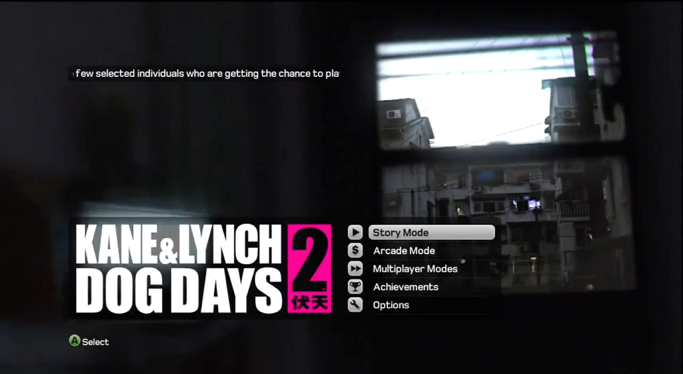 few selected individuals who are getting the chance to pla
KANE & LYNCH 2
DOG DAYS 伏天
Story Mode
Arcade Mode
Multiplayer Modes
Achievements
Options
A Select